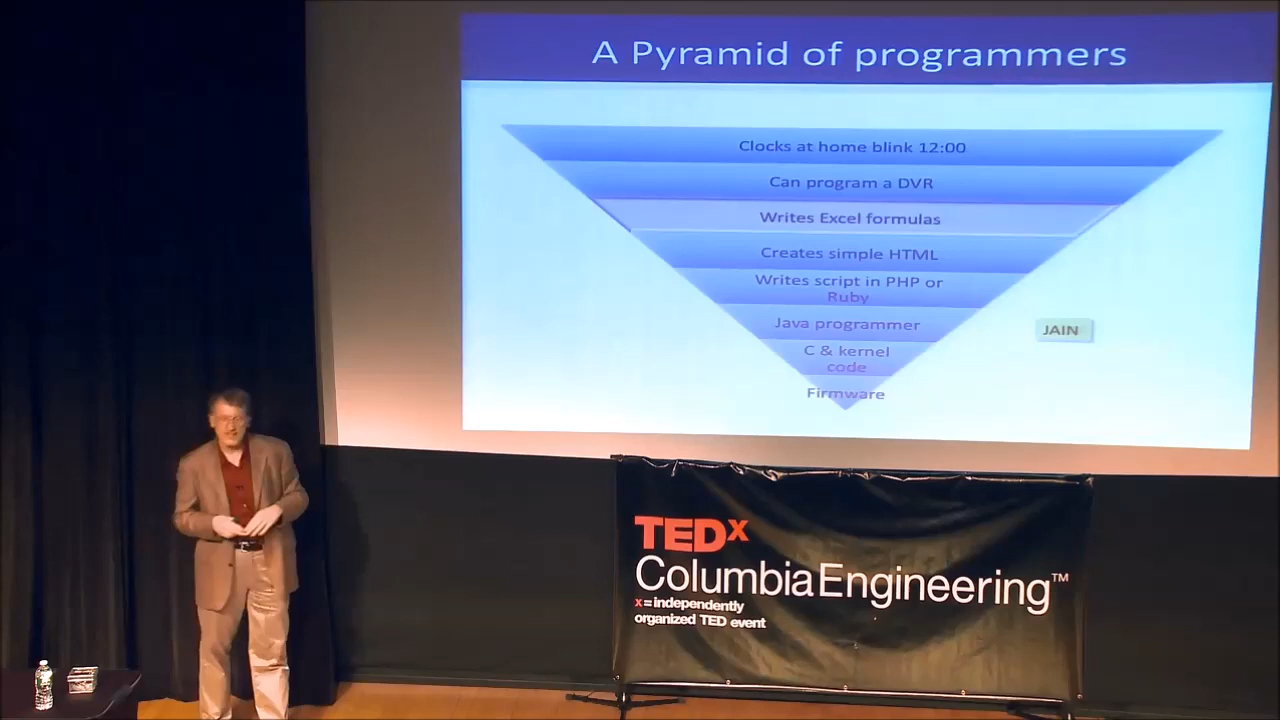 A Pyramid of programmers
Clocks at home blink 12:00
Can program a DVR
Writes Excel formulas
Creates simple HTML
Writes script in PHP or
Ruby
Java programmer
JAIN
C & kernel
code
Firmware
TEDx
ColumbiaEngineering™
x = independently
organized TED event